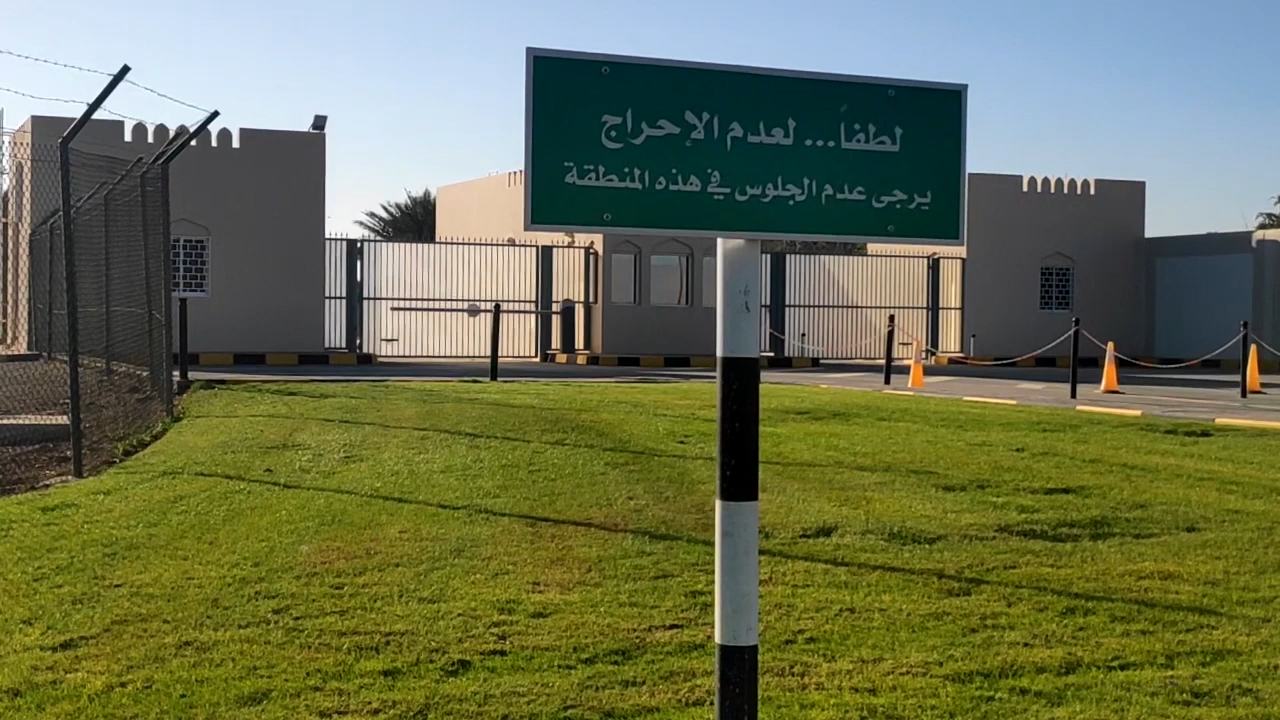 لطفاً... لعدم الإحراج
يرجى عدم الجلوس في هذه المنطقة